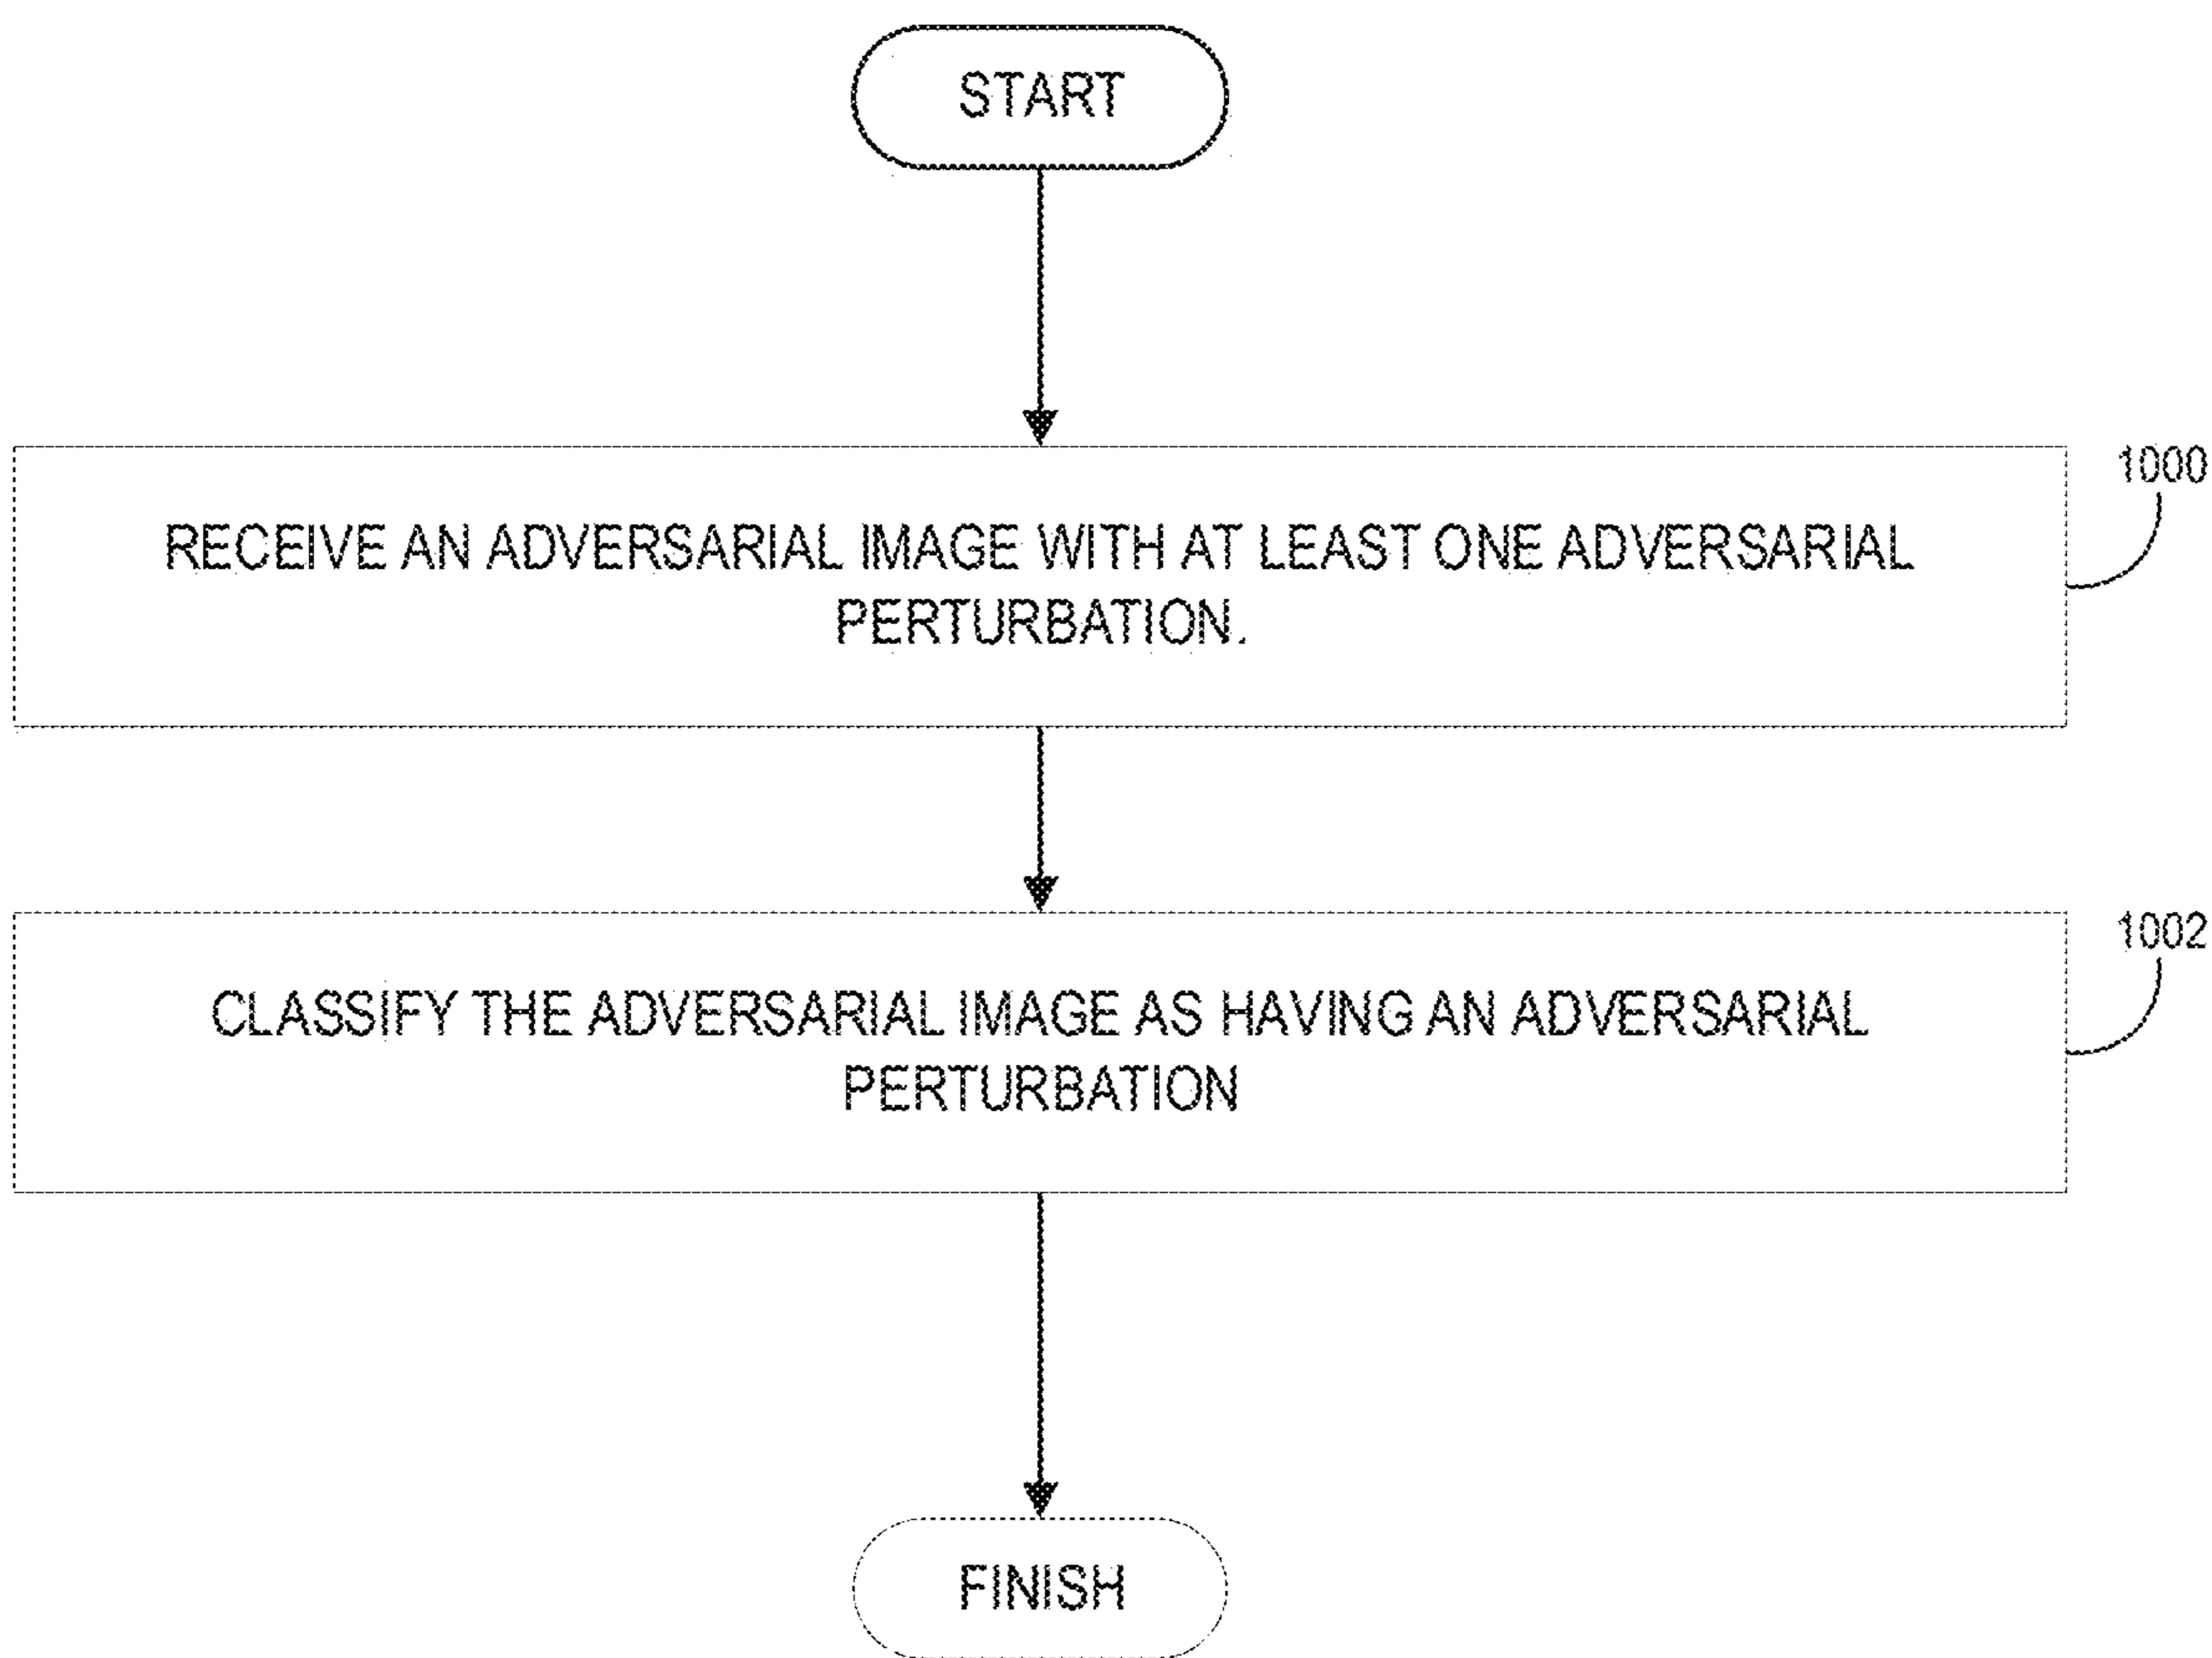 START
1000
RECEIVE AN ADVERSARIAL IMAGE WITH AT LEAST ONE ADVERSARIAL
PERTURBATION.
1002
CLASSIFY THE ADVERSARIAL IMAGE AS HAVING AN ADVERSARIAL
PERTURBATION
FINISH